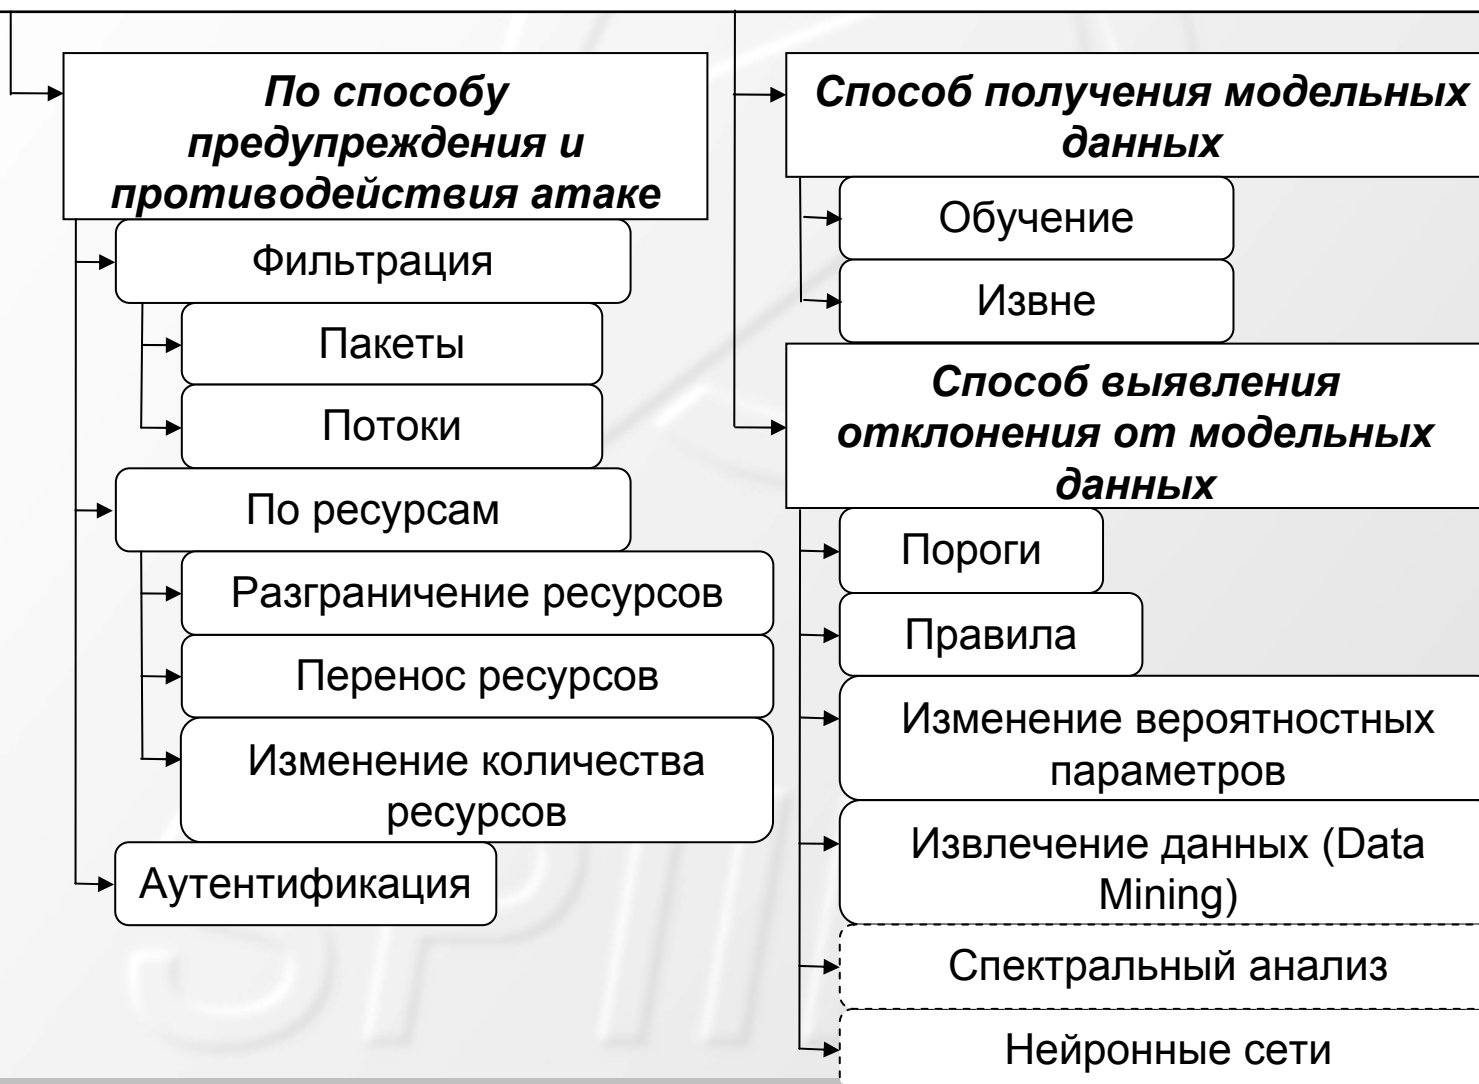 По способу
предупреждения и
противодействия атаке
Фильтрация
Пакеты
Потоки
По ресурсам
Разграничение ресурсов
Перенос ресурсов
Изменение количества
ресурсов
Аутентификация
Способ получения модельных
данных
Обучение
Извне
Способ выявления
отклонения от модельных
данных
Пороги
Правила
Изменение вероятностных
параметров
Извлечение данных (Data
Mining)
Спектральный анализ
Нейронные сети